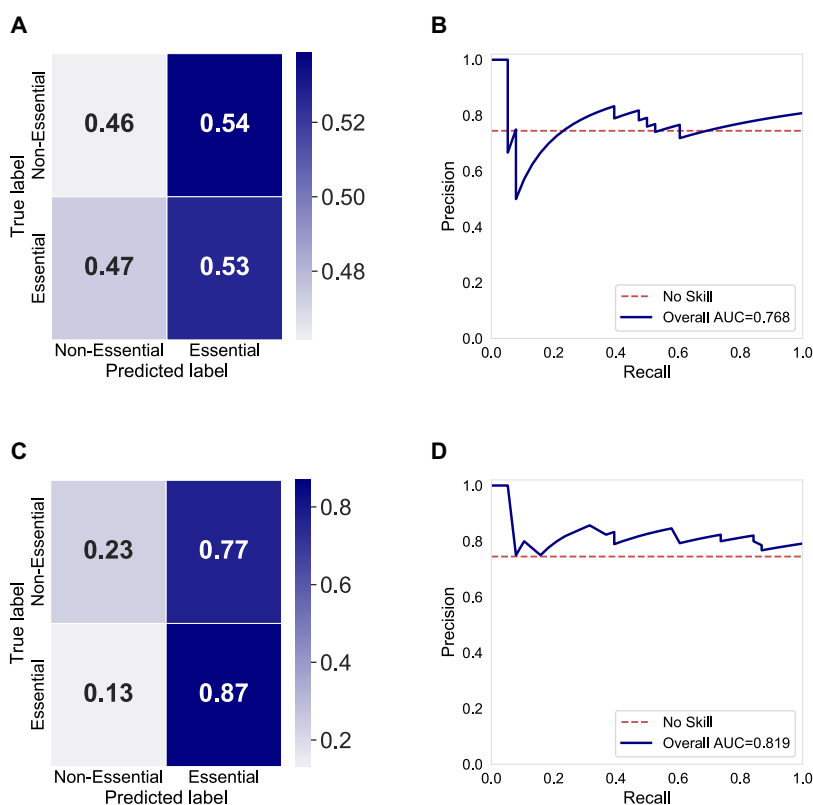 A
True label
Non-Essential
Essential
0.46
0.54
0.47
0.53
Non-Essential
Essential
Predicted label
0.52
0.50
0.48
B
Precision
1.0
0.8
0.6
0.4
0.2
0.0
No Skill
Overall AUC=0.768
0.0
0.2
0.4
0.6
0.8
1.0
Recall
C
True label
Non-Essential
Essential
0.23
0.77
0.13
0.87
Non-Essential
Essential
Predicted label
0.8
0.6
0.4
0.2
D
Precision
1.0
0.8
0.6
0.4
0.2
0.0
No Skill
Overall AUC=0.819
0.0
0.2
0.4
0.6
0.8
1.0
Recall